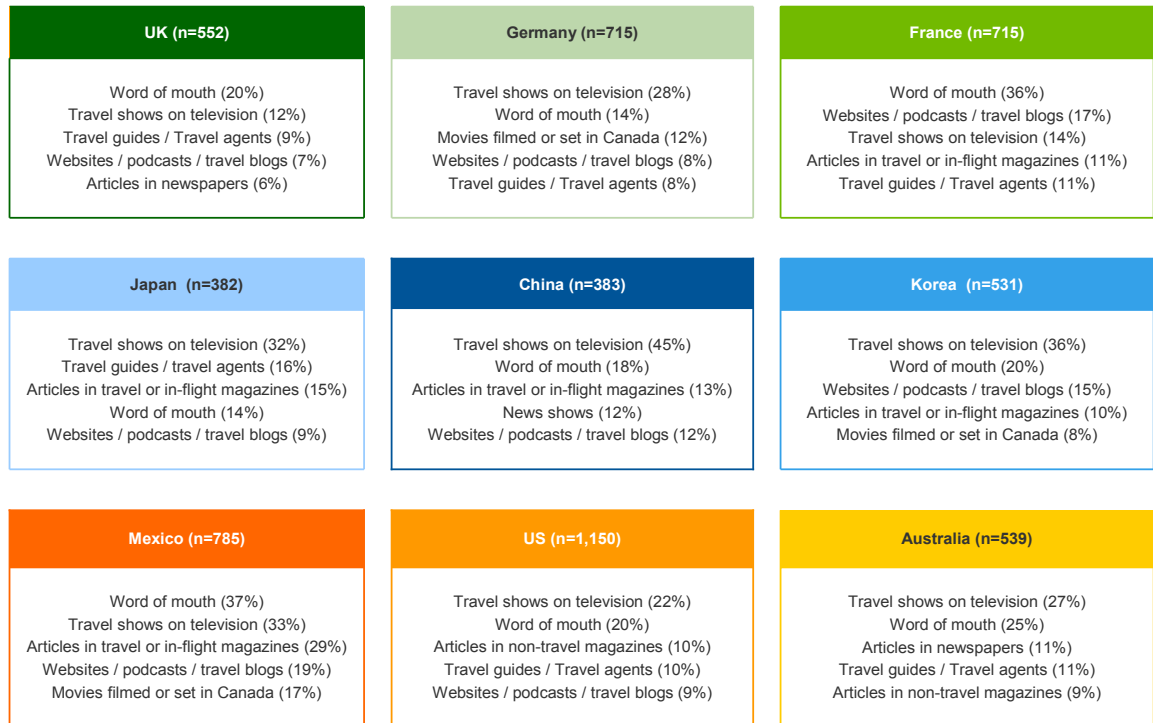 UK (n=552)
Word of mouth (20%)
Travel shows on television (12%)
Travel guides / Travel agents (9%)
Websites / podcasts / travel blogs (7%)
Articles in newspapers (6%)
Germany (n=715)
Travel shows on television (28%)
Word of mouth (14%)
Movies filmed or set in Canada (12%)
Websites / podcasts / travel blogs (8%)
Travel guides / Travel agents (8%)
France (n=715)
Word of mouth (36%)
Websites / podcasts / travel blogs (17%)
Travel shows on television (14%)
Articles in travel or in-flight magazines (11%)
Travel guides / Travel agents (11%)
Japan (n=382)
Travel shows on television (32%)
Travel guides / travel agents (16%)
Articles in travel or in-flight magazines (15%)
Word of mouth (14%)
Websites / podcasts / travel blogs (9%)
China (n=383)
Travel shows on television (45%)
Word of mouth (18%)
Articles in travel or in-flight magazines (13%)
News shows (12%)
Websites / podcasts / travel blogs (12%)
Korea (n=531)
Travel shows on television (36%)
Word of mouth (20%)
Websites / podcasts / travel blogs (15%)
Articles in travel or in-flight magazines (10%)
Movies filmed or set in Canada (8%)
Mexico (n=785)
Word of mouth (37%)
Travel shows on television (33%)
Articles in travel or in-flight magazines (29%)
Websites / podcasts / travel blogs (19%)
Movies filmed or set in Canada (17%)
US (n=1,150)
Travel shows on television (22%)
Word of mouth (20%)
Articles in non-travel magazines (10%)
Travel guides / Travel agents (10%)
Websites / podcasts / travel blogs (9%)
Australia (n=539)
Travel shows on television (27%)
Word of mouth (25%)
Articles in newspapers (11%)
Travel guides / Travel agents (11%)
Articles in non-travel magazines (9%)